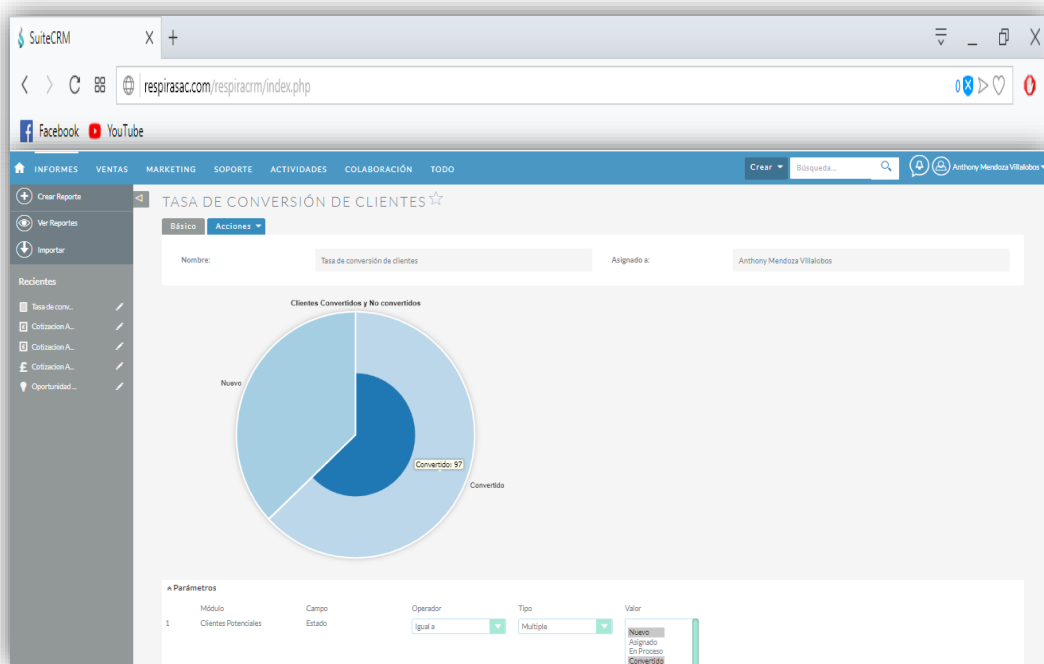 SuiteCRM
respirasac.com/respiracrm/index.php
0
Facebook YouTube
INFORMES VENTAS MARKETING SOPORTE ACTIVIDADES COLABORACIÓN TODO Crear Búsqueda... Anthony Mendoza Villalobos
Crear Reporte
Ver Reportes
Importar
Recientes
Tasa de conv...
Cotizacion A...
Cotizacion A...
Cotizacion A...
Oportunidad ...
TASA DE CONVERSIÓN DE CLIENTES
Básico Acciones
Nombre: Tasa de conversión de clientes Asignado a: Anthony Mendoza Villalobos
Clientes Convertidos y No convertidos
Nuevo
Convertido: 97
Convertido
Parámetros
Módulo Campo Operador Tipo Valor
1 Clientes Potenciales Estado Igual a Multiple Nuevo
Asignado
En Proceso
Convertido